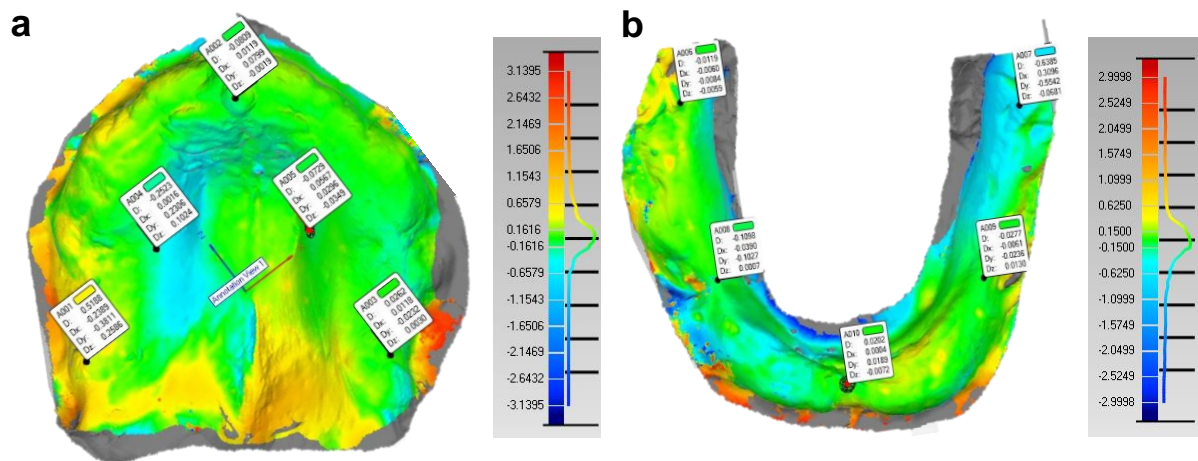 a
b
A002
D: -0.0809
Dx: 0.0119
Dy: 0.0799
Dz: -0.0019
A004
D: -0.2523
Dx: 0.0016
Dy: 0.2306
Dz: 0.1024
A005
D: -0.0729
Dx: 0.0567
Dy: 0.0296
Dz: -0.0349
A001
D: 0.5188
Dx: -0.2389
Dy: -0.3811
Dz: 0.2586
A003
D: 0.0262
Dx: 0.0118
Dy: -0.0232
Dz: 0.0030
Annotation View 1
3.1395
2.6432
2.1469
1.6506
1.1543
0.6579
0.1616
-0.1616
-0.6579
-1.1543
-1.6506
-2.1469
-2.6432
-3.1395
A006
D: -0.0119
Dx: -0.0060
Dy: -0.0084
Dz: -0.0059
A007
D: -0.6385
Dx: 0.3096
Dy: -0.5542
Dz: -0.0681
A008
D: -0.1098
Dx: -0.0390
Dy: -0.1027
Dz: 0.0007
A009
D: -0.0277
Dx: -0.0061
Dy: -0.0236
Dz: 0.0130
A010
D: 0.0202
Dx: 0.0004
Dy: 0.0189
Dz: -0.0072
2.9998
2.5249
2.0499
1.5749
1.0999
0.6250
0.1500
-0.1500
-0.6250
-1.0999
-1.5749
-2.0499
-2.5249
-2.9998